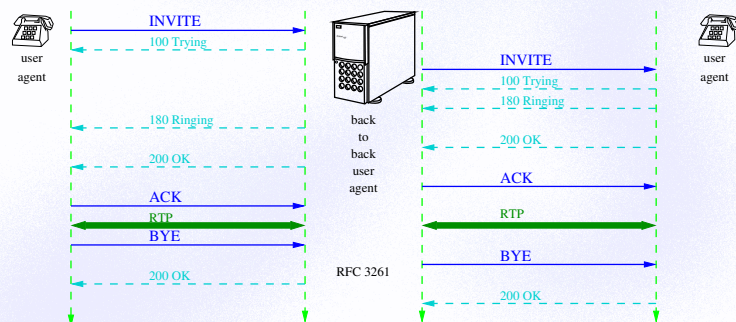 INVITE
100 Trying
user
agent
INVITE
user
agent
100 Trying
180 Ringing
180 Ringing
back
to
back
user
agent
200 OK
200 OK
ACK
ACK
RTP
RTP
BYE
BYE
200 OK
RFC 3261
200 OK